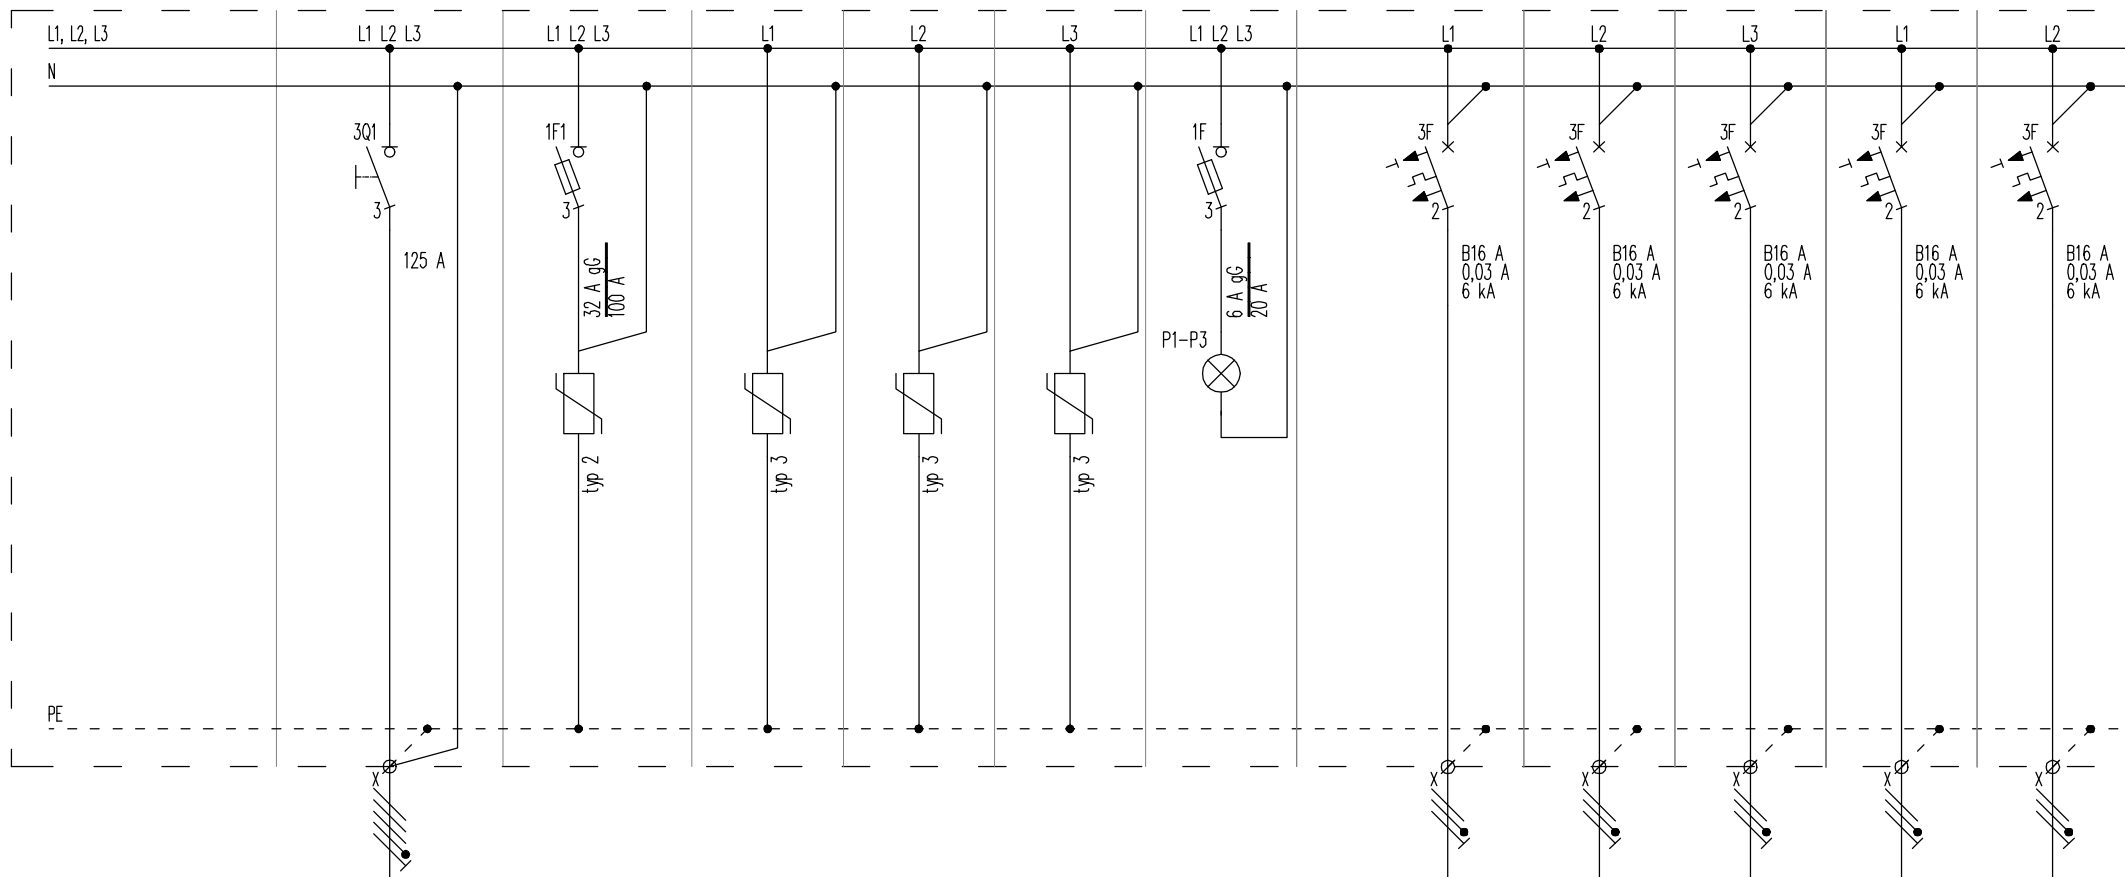 L1, L2, L3
L1 L2 L3
L1 L2 L3
L1
L2
L3
L1 L2 L3
L1
L2
L3
L1
L2
N
3Q1
1F1
1F
3F
3F
3F
3F
3F
3
3
3
2
2
2
2
2
125 A
32 A gG
100 A
6 A gG
20 A
B16 A
0,03 A
6 kA
B16 A
0,03 A
6 kA
B16 A
0,03 A
6 kA
B16 A
0,03 A
6 kA
B16 A
0,03 A
6 kA
P1-P3
typ 2
typ 3
typ 3
typ 3
PE
X
X
X
X
X
X